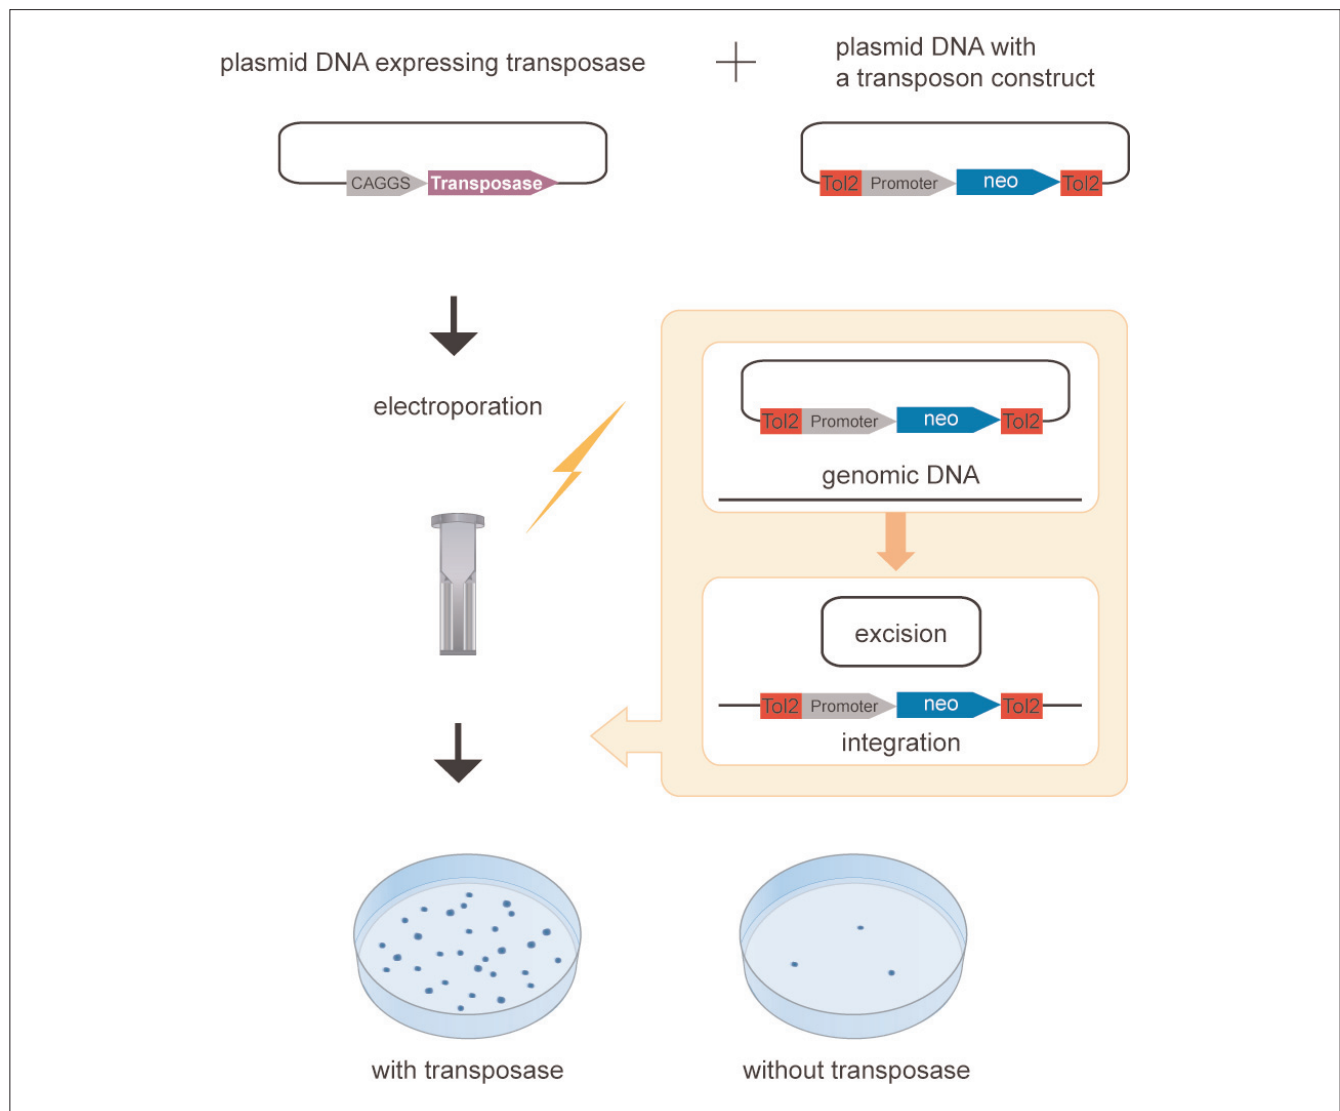 plasmid DNA expressing transposase
plasmid DNA with
a transposon construct
CAGGS Transposase
Tol2 Promoter neo Tol2
electroporation
Tol2 Promoter neo Tol2
genomic DNA
excision
Tol2 Promoter neo Tol2
integration
with transposase
without transposase